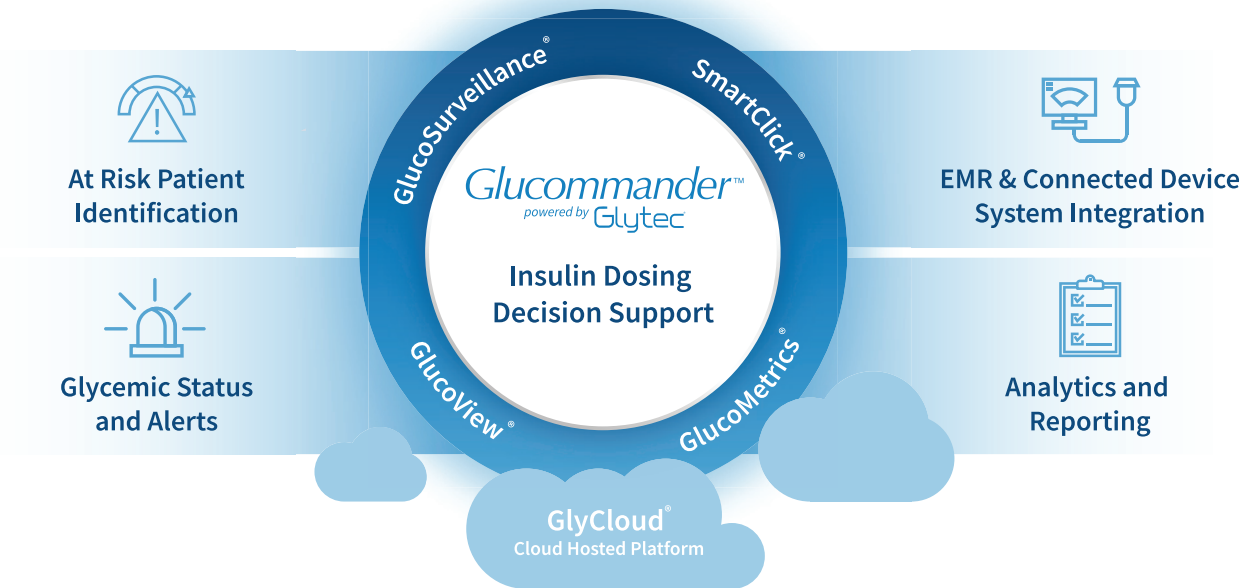 GlucoSurveillance®
SmartClick®
At Risk Patient
Identification
Glucommander™
powered by Glytec
Insulin Dosing
Decision Support
EMR & Connected Device
System Integration
Glycemic Status
and Alerts
GlucoView®
GlucoMetrics®
Analytics and
Reporting
GlyCloud®
Cloud Hosted Platform